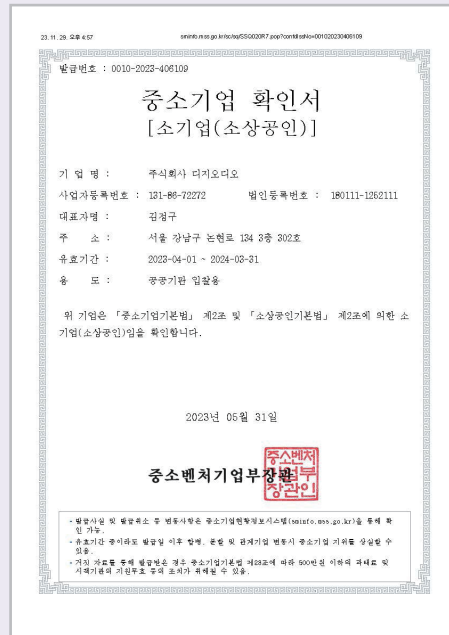 23. 11. 29. 오후 4:57
sminfo.mss.go.kr/sc/sq/SSQ020R7.pop?contdissNo=0010202340​6109
발급번호 : 0010-2023-406109
중소기업 확인서
[소기업(소상공인)]
기 업 명 : 주식회사 디지오디오
사업자등록번호 : 131-86-72272 법인등록번호 : 180111-1252111
대표자명 : 김정구
주 소 : 서울 강남구 논현로 134 3층 302호
유효기간 : 2023-04-01 ~ 2024-03-31
용 도 : 공공기관 입찰용
위 기업은 「중소기업기본법」 제2조 및 「소상공인기본법」 제2조에 의한 소
기업(소상공인)임을 확인합니다.
2023년 05월 31일
중소벤처기업부장관
중소벤처
기업부
장관인
- 발급사실 및 발급취소 등 변동사항은 중소기업현황정보시스템(sminfo.mss.go.kr)을 통해 확
인 가능.
- 유효기간 중이라도 발급일 이후 합병, 분할 및 관계기업 변동시 중소기업 지위를 상실할 수
있음.
- 거짓 자료를 통해 발급받은 경우 중소기업기본법 제28조에 따라 500만원 이하의 과태료 및
시책기관의 지원무효 등의 조치가 취해질 수 있음.